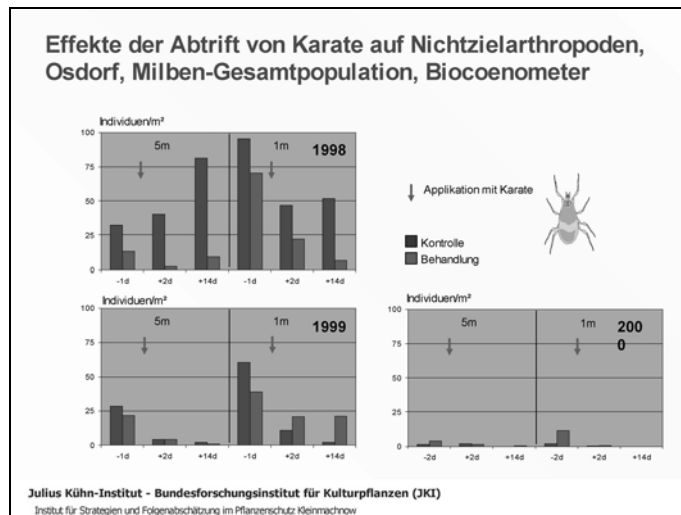 Effekte der Abtrift von Karate auf Nichtzielarthropoden,
Osdorf, Milben-Gesamtpopulation, Biocoenometer
Individuen/m²
100
75
50
25
0
5m
1m
1998
-1d
+2d
+14d
-1d
+2d
+14d
Applikation mit Karate
Kontrolle
Behandlung
Individuen/m²
100
75
50
25
0
5m
1m
1999
-1d
+2d
+14d
-1d
+2d
+14d
Individuen/m²
100
75
50
25
0
5m
1m
200
0
-2d
+2d
+14d
-2d
+2d
+14d
Julius Kühn-Institut - Bundesforschungsinstitut für Kulturpflanzen (JKI)
Institut für Strategien und Folgenabschätzung im Pflanzenschutz Kleinmachnow